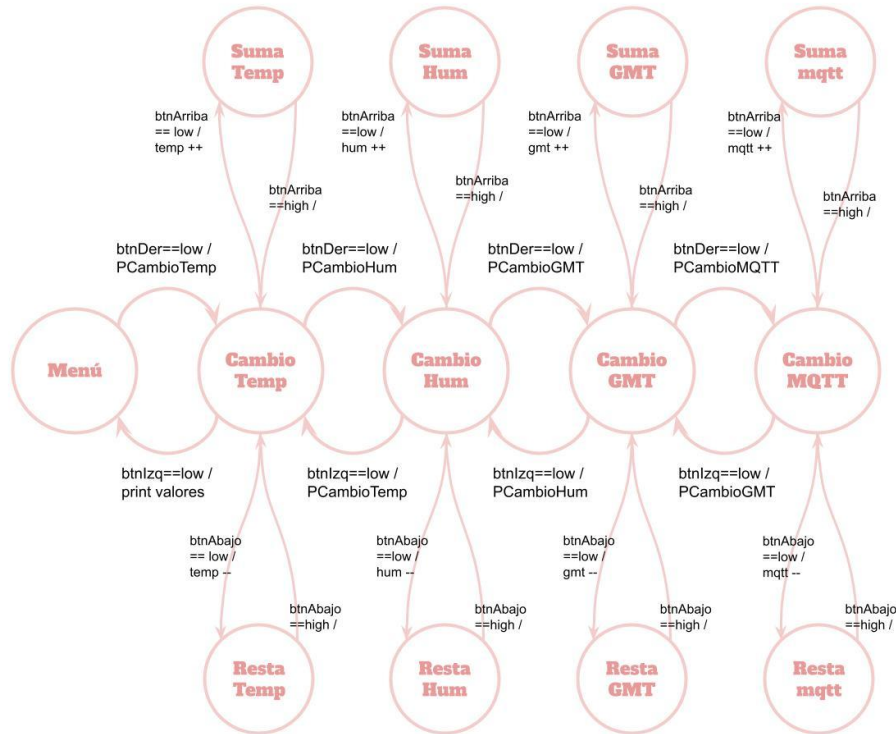 Suma
Temp
Suma
Hum
Suma
GMT
Suma
mqtt
btnArriba
== low /
temp ++
btnArriba
==low /
hum ++
btnArriba
==low /
gmt ++
btnArriba
==low /
mqtt ++
btnArriba
==high /
btnArriba
==high /
btnArriba
==high /
btnArriba
==high /
btnDer==low /
PCambioTemp
btnDer==low /
PCambioHum
btnDer==low /
PCambioGMT
btnDer==low /
PCambioMQTT
Menú
Cambio
Temp
Cambio
Hum
Cambio
GMT
Cambio
MQTT
btnIzq==low /
print valores
btnIzq==low /
PCambioTemp
btnIzq==low /
PCambioHum
btnIzq==low /
PCambioGMT
btnAbajo
== low /
temp --
btnAbajo
==low /
hum --
btnAbajo
==low /
gmt --
btnAbajo
==low /
mqtt --
btnAbajo
==high /
btnAbajo
==high /
btnAbajo
==high /
btnAbajo
==high /
Resta
Temp
Resta
Hum
Resta
GMT
Resta
mqtt